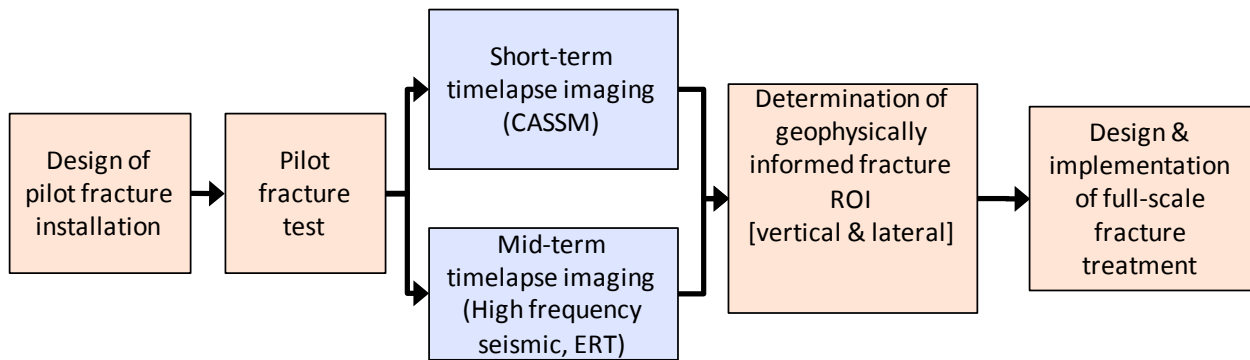 Design of
pilot fracture
installation
Pilot
fracture
test
Short-term
timelapse imaging
(CASSM)
Mid-term
timelapse imaging
(High frequency
seismic, ERT)
Determination of
geophysically
informed fracture
ROI
[vertical & lateral]
Design &
implementation
of full-scale
fracture
treatment